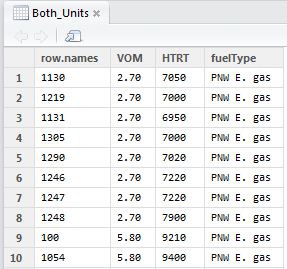 Both_Units ×
row.names VOM HTRT fuelType
1 1130 2.70 7050 PNW E. gas
2 1219 2.70 7000 PNW E. gas
3 1131 2.70 6950 PNW E. gas
4 1305 2.70 7000 PNW E. gas
5 1290 2.70 7020 PNW E. gas
6 1246 2.70 7220 PNW E. gas
7 1247 2.70 7220 PNW E. gas
8 1248 2.70 7900 PNW E. gas
9 100 5.80 9210 PNW E. gas
10 1054 5.80 9400 PNW E. gas